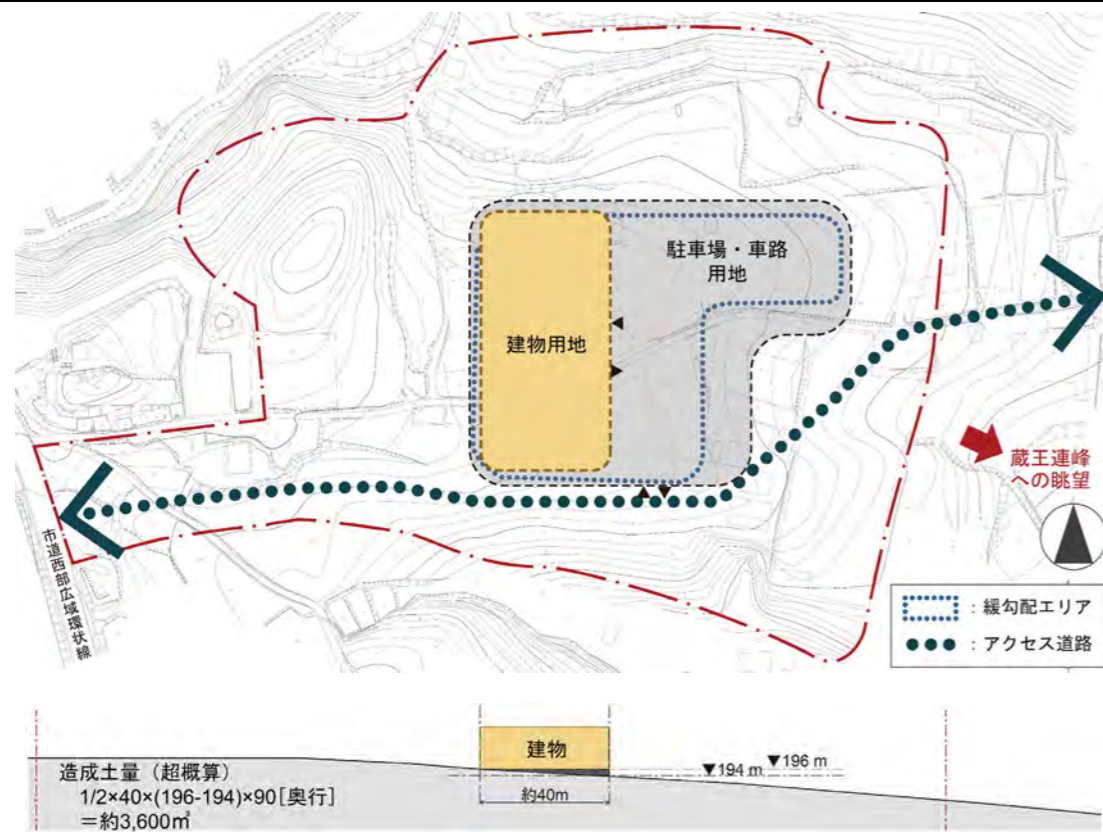 駐車場・車路
用地
建物用地
蔵王連峰
への眺望
市道西部広域環状線
：緩勾配エリア
：アクセス道路
建物
▼194 m
▼196 m
造成土量（超概算）
1/2×40×(196-194)×90[奥行]
＝約3,600㎥
約40m